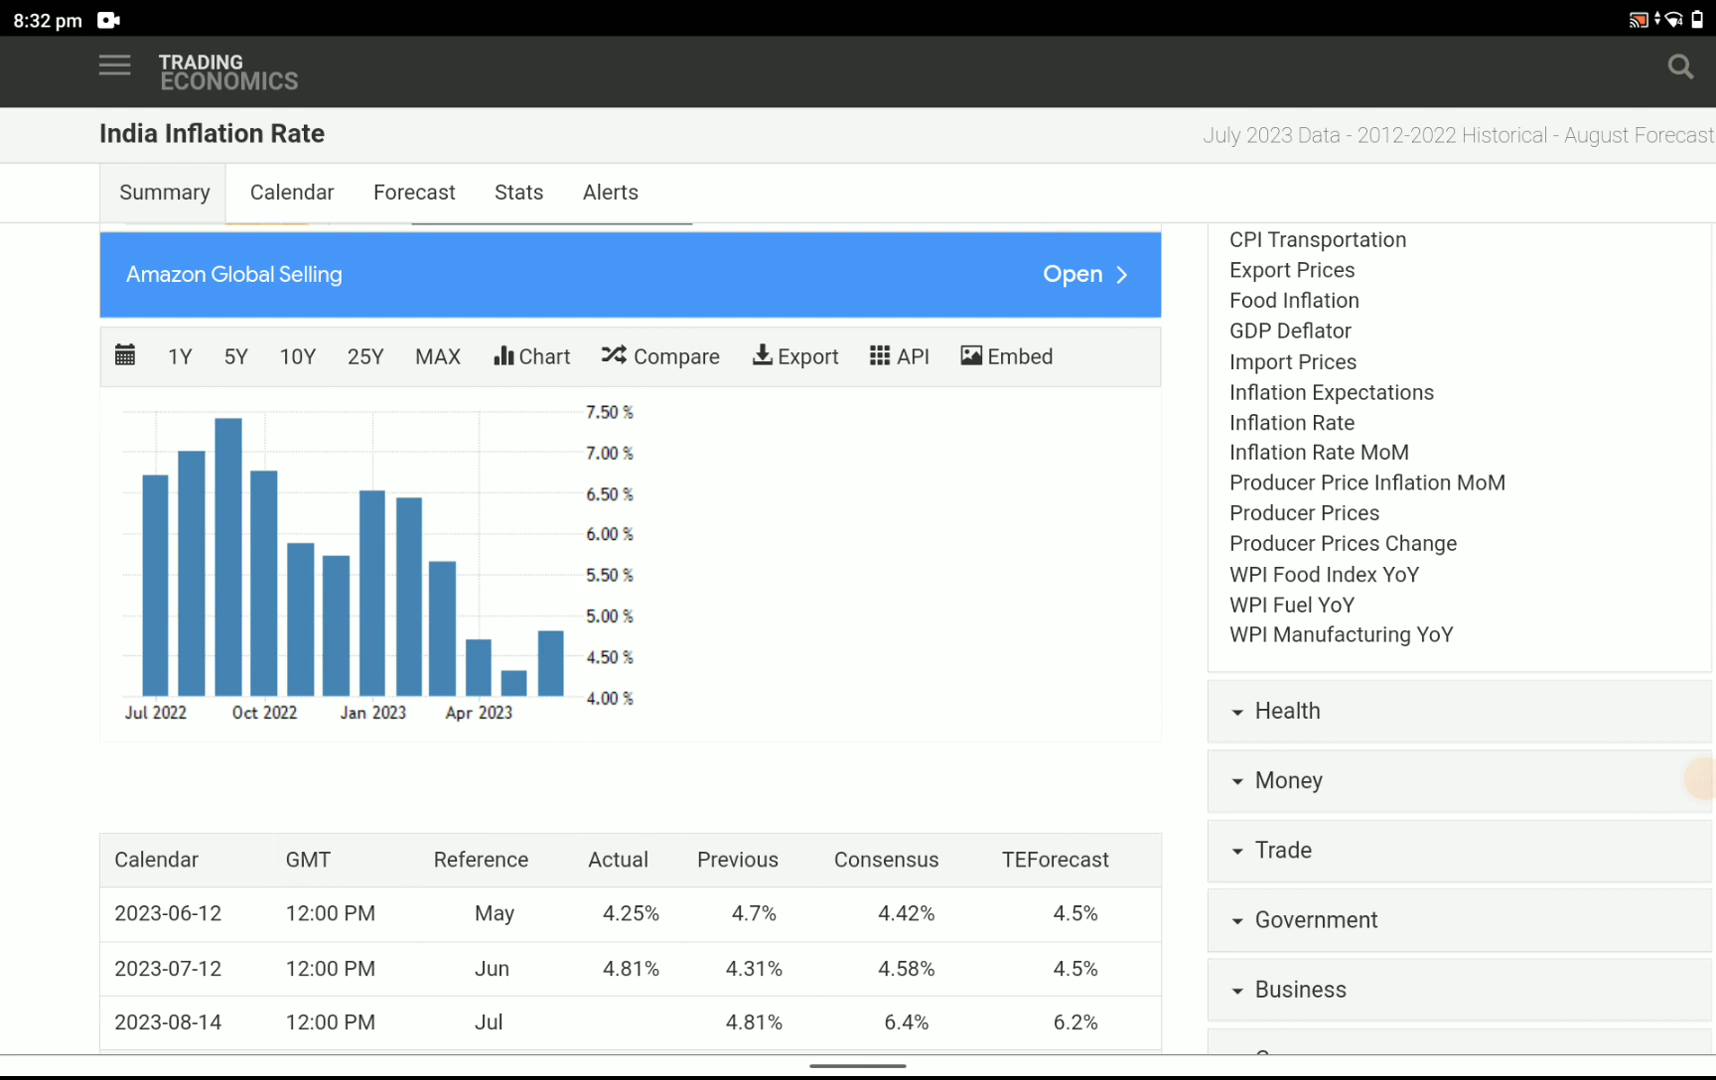 8:32 pm
TRADING
ECONOMICS
India Inflation Rate
July 2023 Data - 2012-2022 Historical - August Forecast
Summary Calendar Forecast Stats Alerts
Amazon Global Selling Open
1Y 5Y 10Y 25Y MAX Chart Compare Export API Embed
7.50 %
7.00 %
6.50 %
6.00 %
5.50 %
5.00 %
4.50 %
4.00 %
Jul 2022 Oct 2022 Jan 2023 Apr 2023
Calendar GMT Reference Actual Previous Consensus TEForecast
2023-06-12 12:00 PM May 4.25% 4.7% 4.42% 4.5%
2023-07-12 12:00 PM Jun 4.81% 4.31% 4.58% 4.5%
2023-08-14 12:00 PM Jul 4.81% 6.4% 6.2%
CPI Transportation
Export Prices
Food Inflation
GDP Deflator
Import Prices
Inflation Expectations
Inflation Rate
Inflation Rate MoM
Producer Price Inflation MoM
Producer Prices
Producer Prices Change
WPI Food Index YoY
WPI Fuel YoY
WPI Manufacturing YoY
Health
Money
Trade
Government
Business